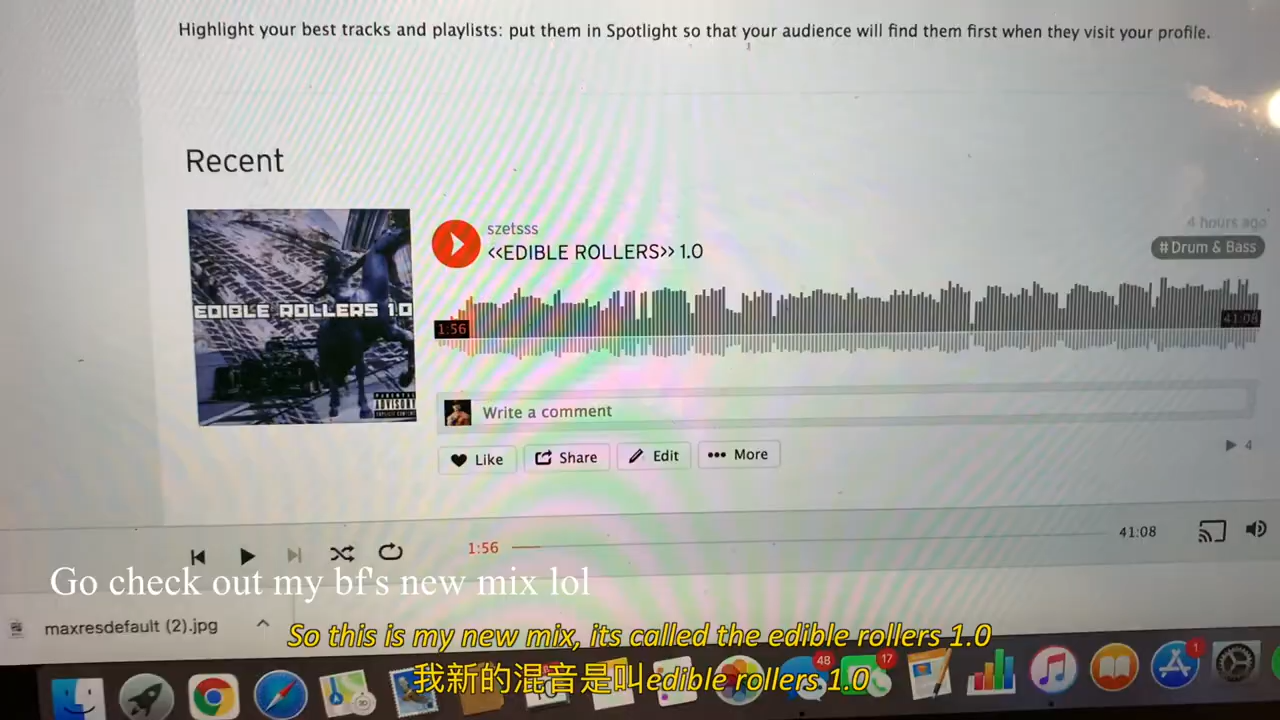 Highlight your best tracks and playlists: put them in Spotlight so that your audience will find them first when they visit your profile.
Recent
szetsss
4 hours ago
<<EDIBLE ROLLERS>> 1.0
# Drum & Bass
EDIBLE ROLLERS 1.0
1:56
41:08
PARENTAL
ADVISORY
EXPLICIT CONTENT
Write a comment
Like
Share
Edit
More
4
1:56
41:08
Go check out my bf's new mix lol
maxresdefault (2).jpg
So this is my new mix, its called the edible rollers 1.0
我新的混音是叫edible rollers 1.0
48
17
1